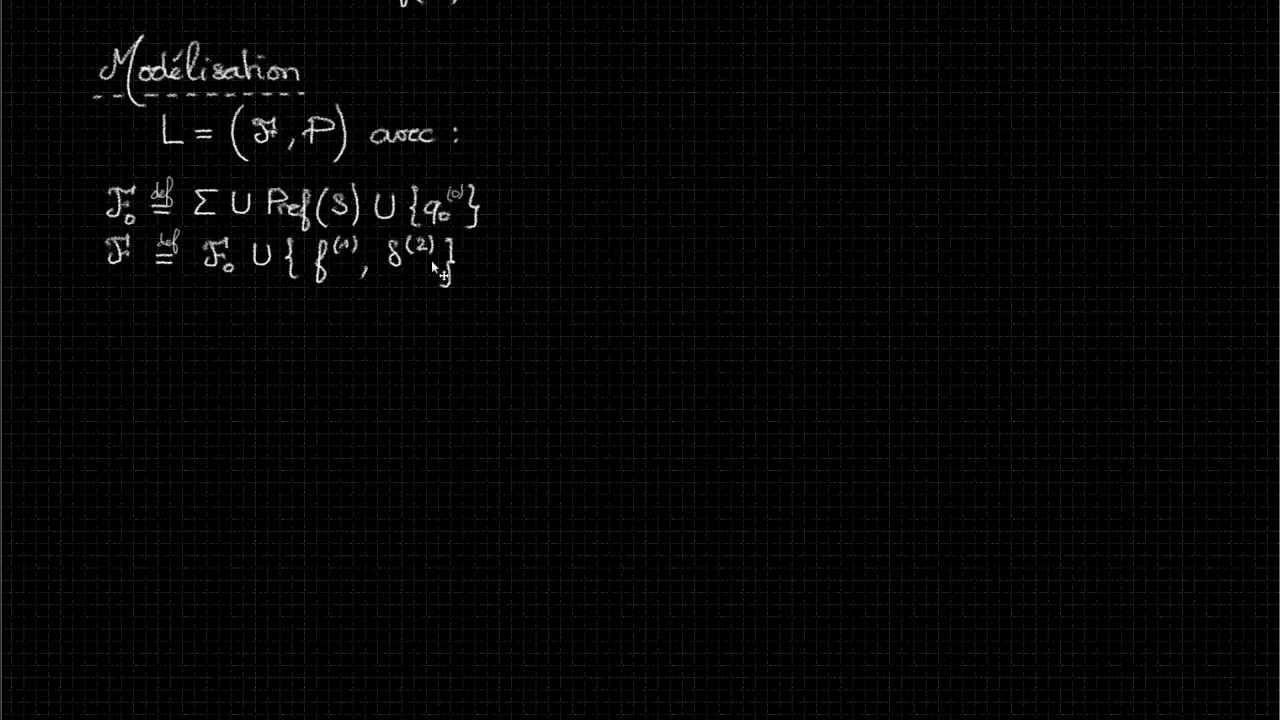 Modélisation
L = (ℱ, P) avec :
ℱ₀ ≝ Σ ∪ Pref(S) ∪ {q₀⁽⁰⁾}
ℱ ≝ ℱ₀ ∪ { f⁽¹⁾, δ⁽²⁾}